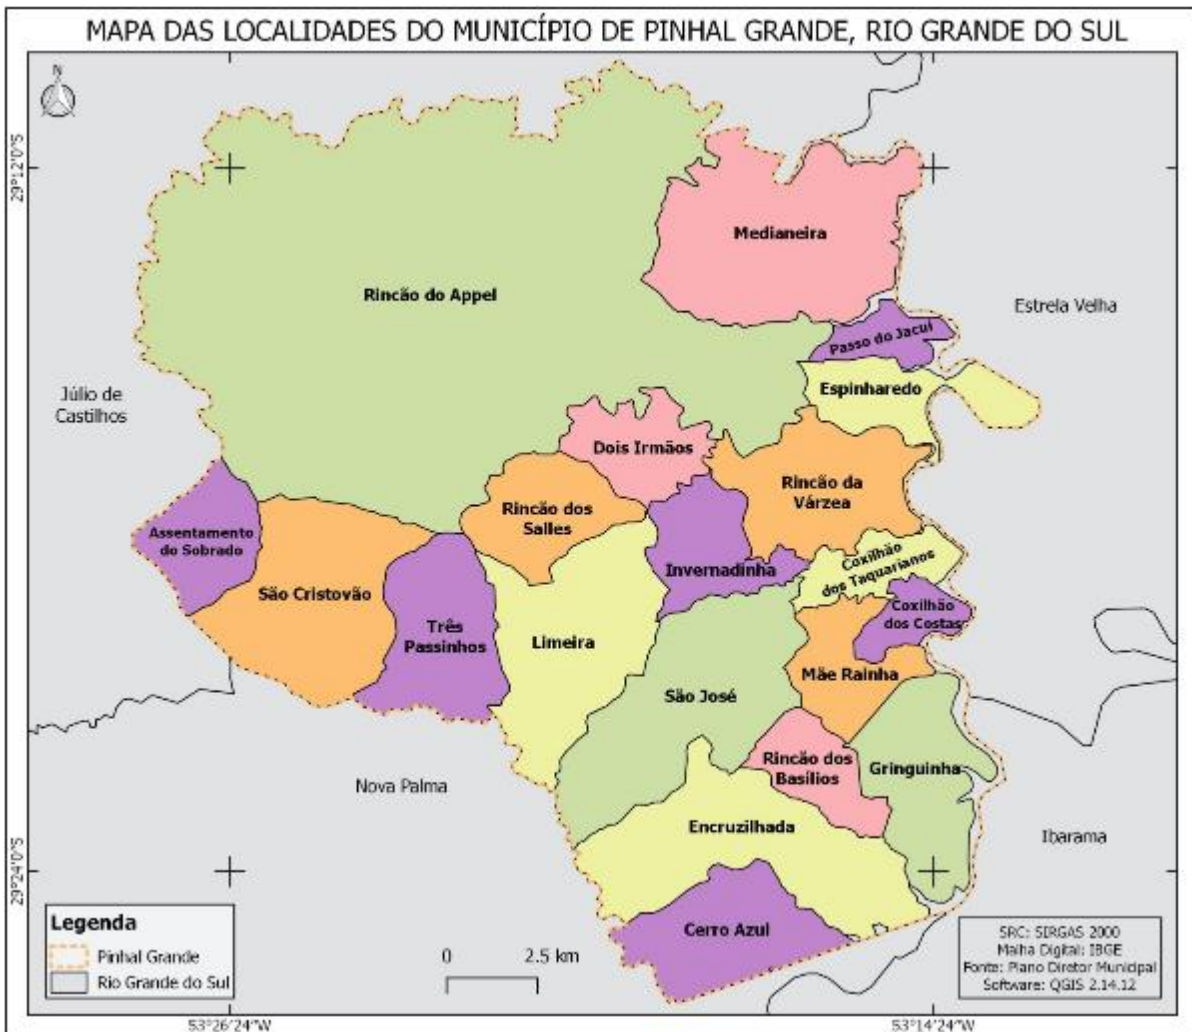 MAPA DAS LOCALIDADES DO MUNICÍPIO DE PINHAL GRANDE, RIO GRANDE DO SUL
N
29°12'0"S
Medianeira
Rincão do Appel
Estrela Velha
Passo do Jacuí
Júlio de
Castilhos
Espinharedo
Dois Irmãos
Rincão da
Várzea
Rincão dos
Salles
Assentamento
do Sobrado
Coxilhão
dos Taquarianos
Invernadinha
São Cristovão
Coxilhão
dos Costas
Três
Passinhos
Limeira
Mãe Rainha
São José
Rincão dos
Basílios
Gringuinha
Nova Palma
Encruzilhada
Ibarama
29°24'0"S
Cerro Azul
Legenda
Pinhal Grande
Rio Grande do Sul
0 2.5 km
SRC: SIRGAS 2000
Malha Digital: IBGE
Fonte: Plano Diretor Municipal
Software: QGIS 2.14.12
53°26'24"W
53°14'24"W